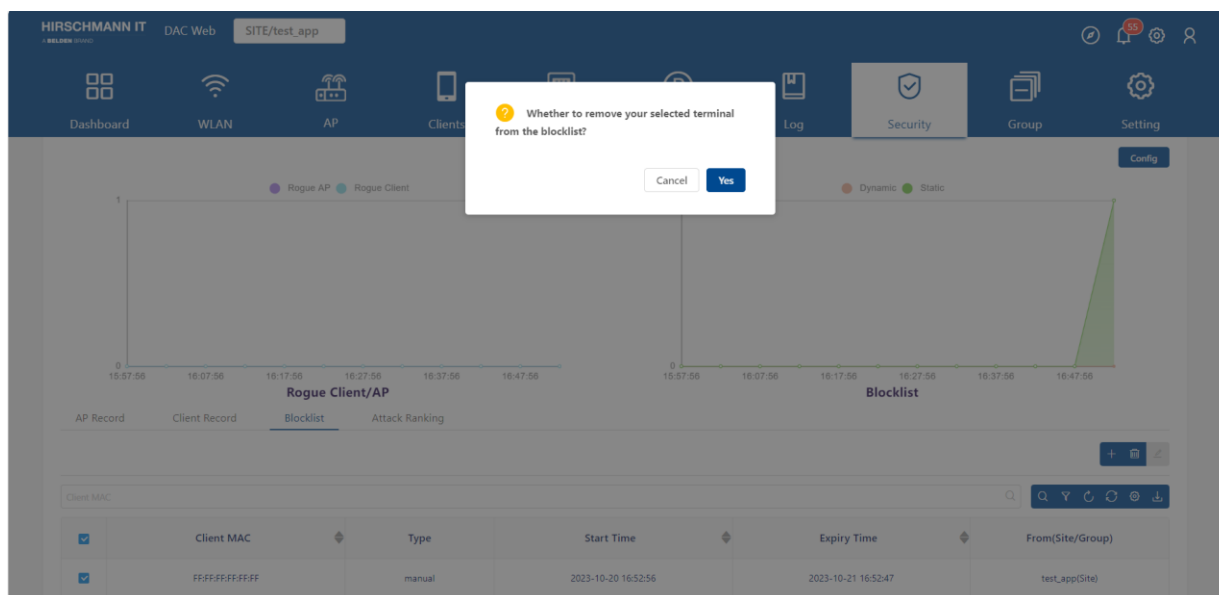 HIRSCHMANN IT
A BELDEN BRAND
DAC Web
SITE/test_app
55
Dashboard
WLAN
AP
Clients
Log
Security
Group
Setting
? Whether to remove your selected terminal
from the blocklist?
Cancel
Yes
Config
Rogue AP Rogue Client
Dynamic Static
1
0
15:57:56 16:07:56 16:17:56 16:27:56 16:37:56 16:47:56
Rogue Client/AP
0
15:57:56 16:07:56 16:17:56 16:27:56 16:37:56 16:47:56
Blocklist
AP Record Client Record Blocklist Attack Ranking
Client MAC
Client MAC Type Start Time Expiry Time From(Site/Group)
FF:FF:FF:FF:FF:FF manual 2023-10-20 16:52:56 2023-10-21 16:52:47 test_app(Site)